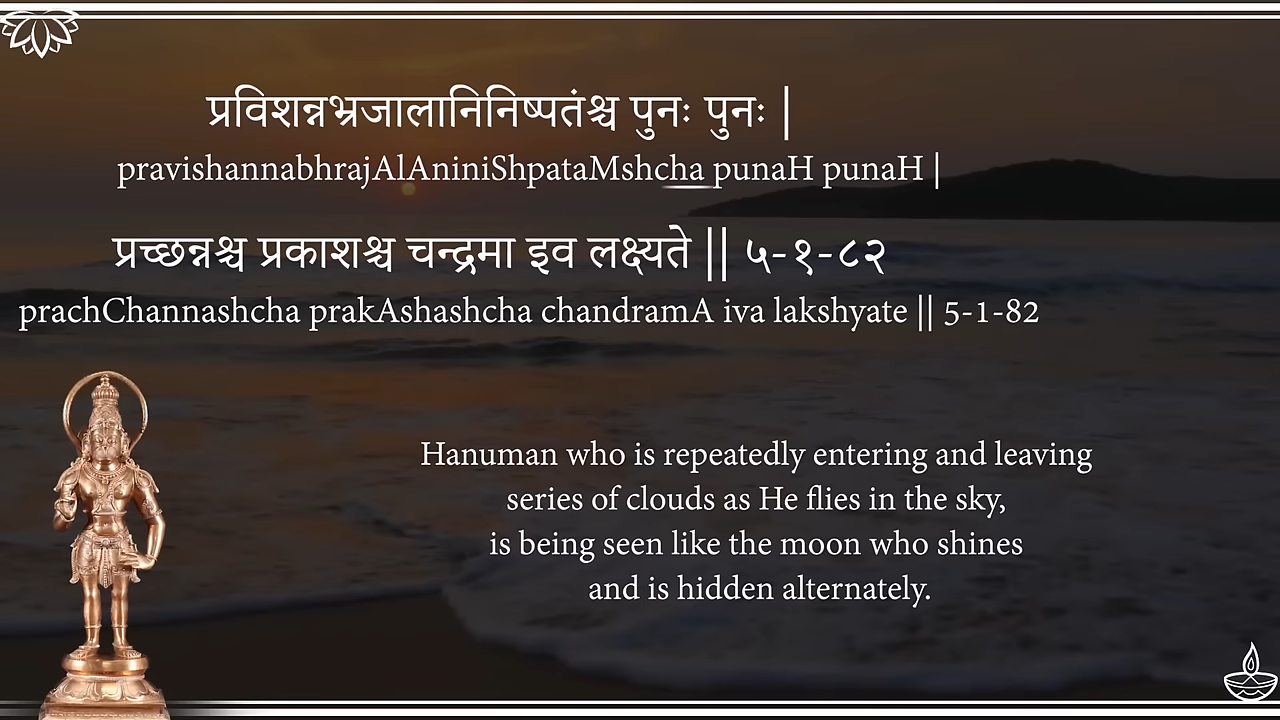 प्रविशन्नभ्रजालानिनिष्पतंश्च पुनः पुनः |
pravishannabhrajAlAniniShpataMshcha punaH punaH |
प्रच्छन्नश्च प्रकाशश्च चन्द्रमा इव लक्ष्यते || ५-१-८२
prachChannashcha prakAshashcha chandramA iva lakshyate || 5-1-82
Hanuman who is repeatedly entering and leaving
series of clouds as He flies in the sky,
is being seen like the moon who shines
and is hidden alternately.